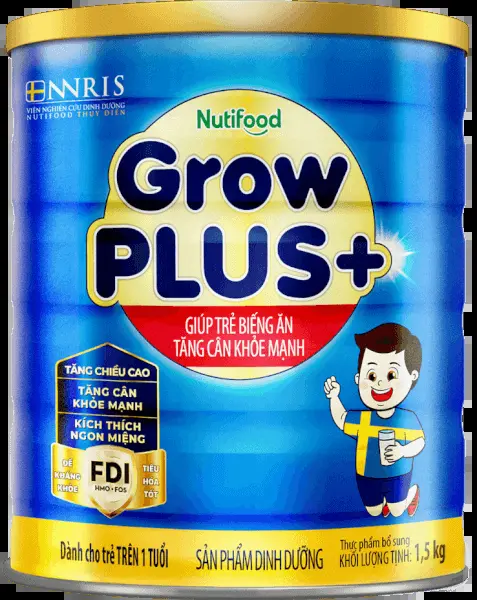 NNRIS
VIỆN NGHIÊN CỨU DINH DƯỠNG
NUTIFOOD THỤY ĐIỂN
Nutifood
Grow
PLUS+
GIÚP TRẺ BIẾNG ĂN
TĂNG CÂN KHỎE MẠNH
TĂNG CHIỀU CAO
TĂNG CÂN
KHỎE MẠNH
KÍCH THÍCH
NGON MIỆNG
ĐỀ
KHÁNG
KHỎE
FDI
HMO + FOS
TIÊU
HÓA
TỐT
Dành cho trẻ TRÊN 1 TUỔI
SẢN PHẨM DINH DƯỠNG
Thực phẩm bổ sung
KHỐI LƯỢNG TỊNH: 1,5 kg